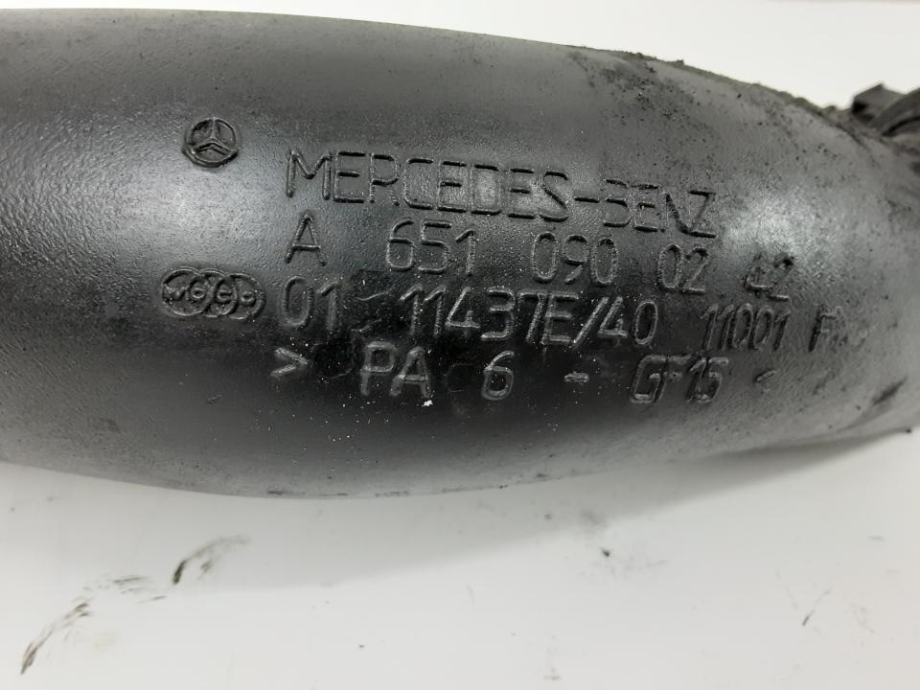 MERCEDES-BENZ
A 651 090 02 42
01 11437E/40 11001
> PA 6 - GF15 <